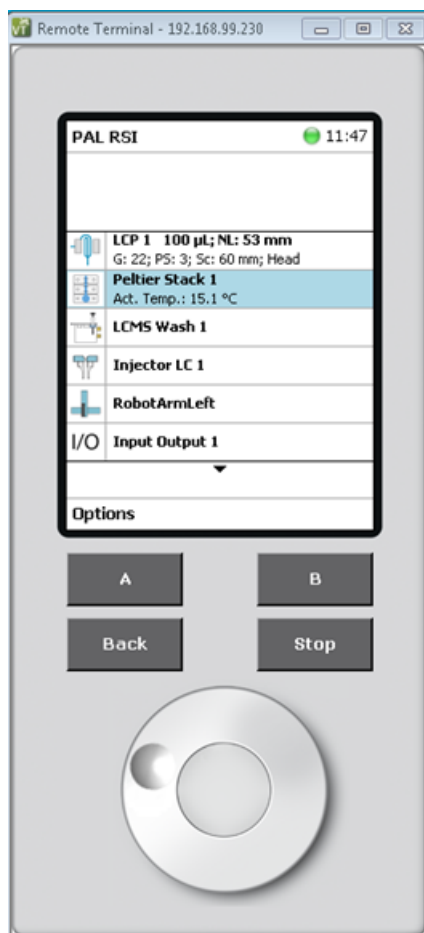 Remote Terminal - 192.168.99.230
PAL RSI 11:47
LCP 1 100 µL; NL: 53 mm
G: 22; PS: 3; Sc: 60 mm; Head
Peltier Stack 1
Act. Temp.: 15.1 °C
LCMS Wash 1
Injector LC 1
RobotArmLeft
I/O Input Output 1
Options
A B
Back Stop